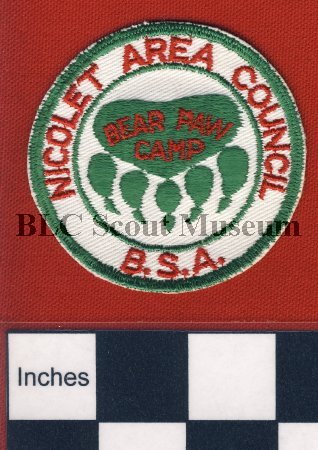 NICOLET AREA COUNCIL
BEAR PAW
CAMP
BLC Scout Museum
B.S.A.
Inches